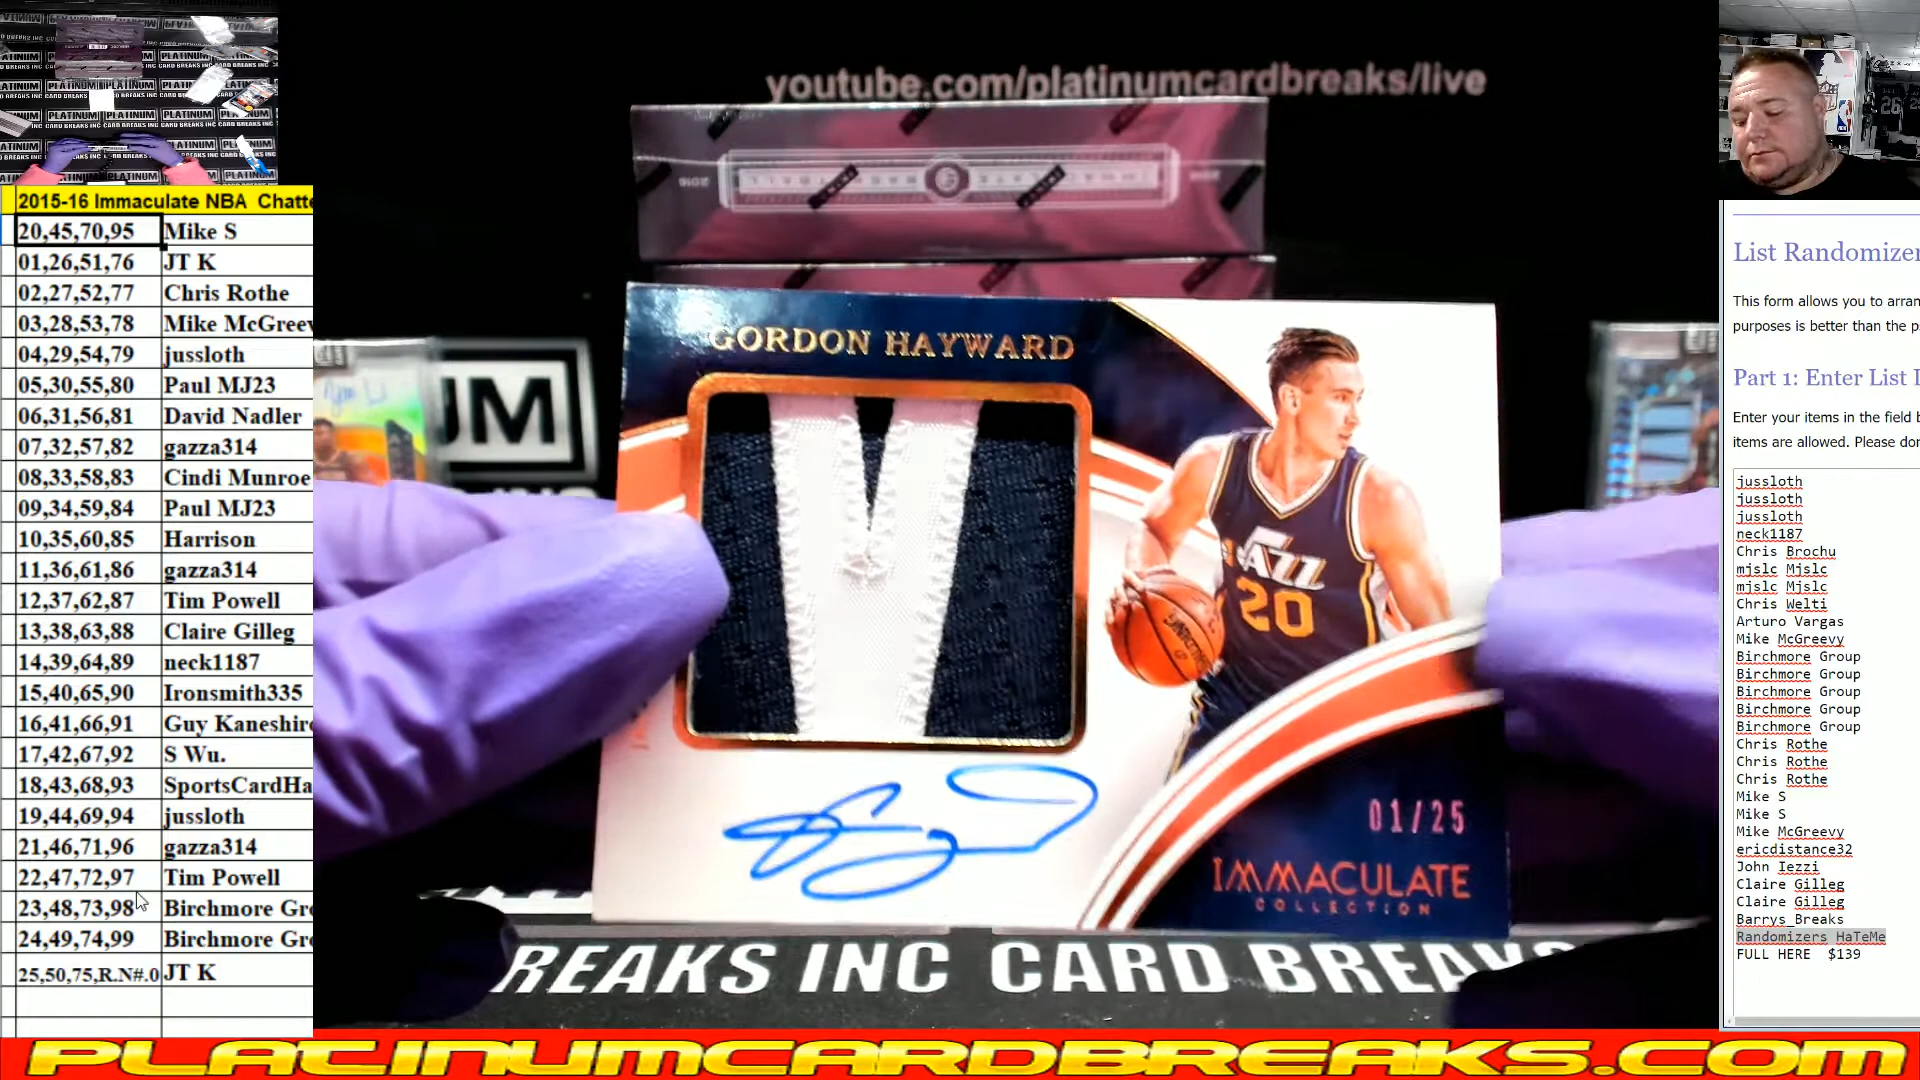 youtube.com/platinumcardbreaks/live
2015-16 Immaculate NBA Chatte
20,45,70,95 Mike S
01,26,51,76 JT K
02,27,52,77 Chris Rothe
03,28,53,78 Mike McGreev
04,29,54,79 jussloth
05,30,55,80 Paul MJ23
06,31,56,81 David Nadler
07,32,57,82 gazza314
08,33,58,83 Cindi Munroe
09,34,59,84 Paul MJ23
10,35,60,85 Harrison
11,36,61,86 gazza314
12,37,62,87 Tim Powell
13,38,63,88 Claire Gilleg
14,39,64,89 neck1187
15,40,65,90 Ironsmith335
16,41,66,91 Guy Kaneshiro
17,42,67,92 S Wu.
18,43,68,93 SportsCardHa
19,44,69,94 jussloth
21,46,71,96 gazza314
22,47,72,97 Tim Powell
23,48,73,98 Birchmore Gro
24,49,74,99 Birchmore Gro
25,50,75,R.N#.0 JT K
GORDON HAYWARD
JAZZ
20
01/25
IMMACULATE
COLLECTION
UM
REAKS INC CARD BREAKS
List Randomizer
This form allows you to arran
purposes is better than the ps
Part 1: Enter List I
Enter your items in the field b
items are allowed. Please don
jussloth
jussloth
jussloth
neck1187
Chris Brochu
mjslc Mjslc
mjslc Mjslc
Chris Welti
Arturo Vargas
Mike McGreevy
Birchmore Group
Birchmore Group
Birchmore Group
Birchmore Group
Birchmore Group
Chris Rothe
Chris Rothe
Chris Rothe
Mike S
Mike S
Mike McGreevy
ericdistance32
John Iezzi
Claire Gilleg
Claire Gilleg
Barrys_Breaks
Randomizers HaTeMe
FULL HERE $139
PLATINUMCARDBREAKS.COM